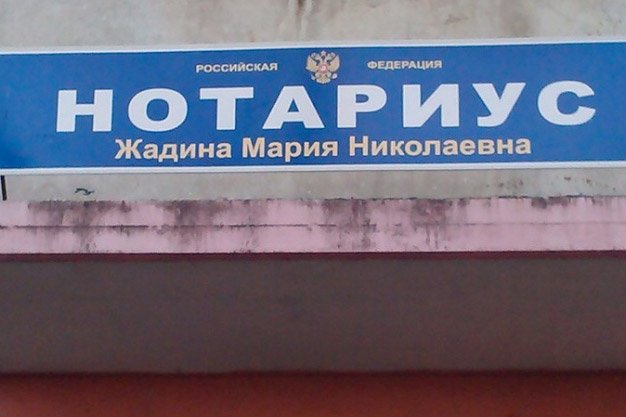 РОССИЙСКАЯ ФЕДЕРАЦИЯ
НОТАРИУС
Жадина Мария Николаевна